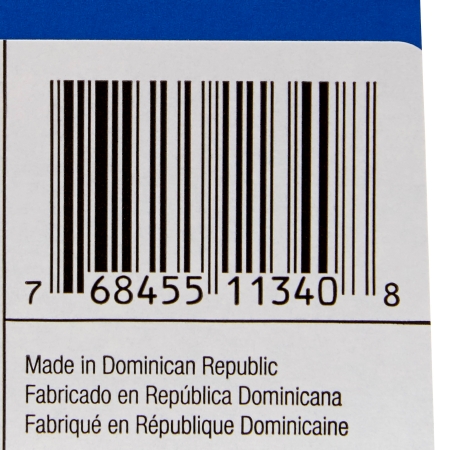 7 68455 11340 8
Made in Dominican Republic
Fabricado en República Dominicana
Fabriqué en République Dominicaine